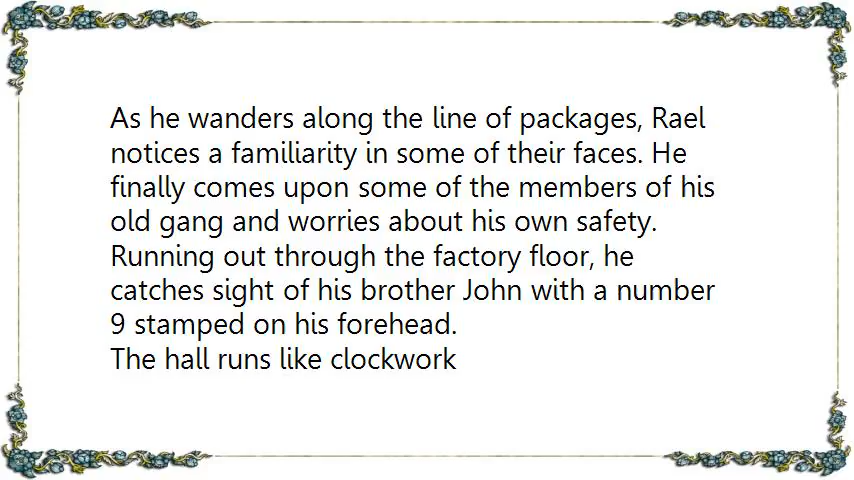 As he wanders along the line of packages, Rael
notices a familiarity in some of their faces. He
finally comes upon some of the members of his
old gang and worries about his own safety.
Running out through the factory floor, he
catches sight of his brother John with a number
9 stamped on his forehead.
The hall runs like clockwork